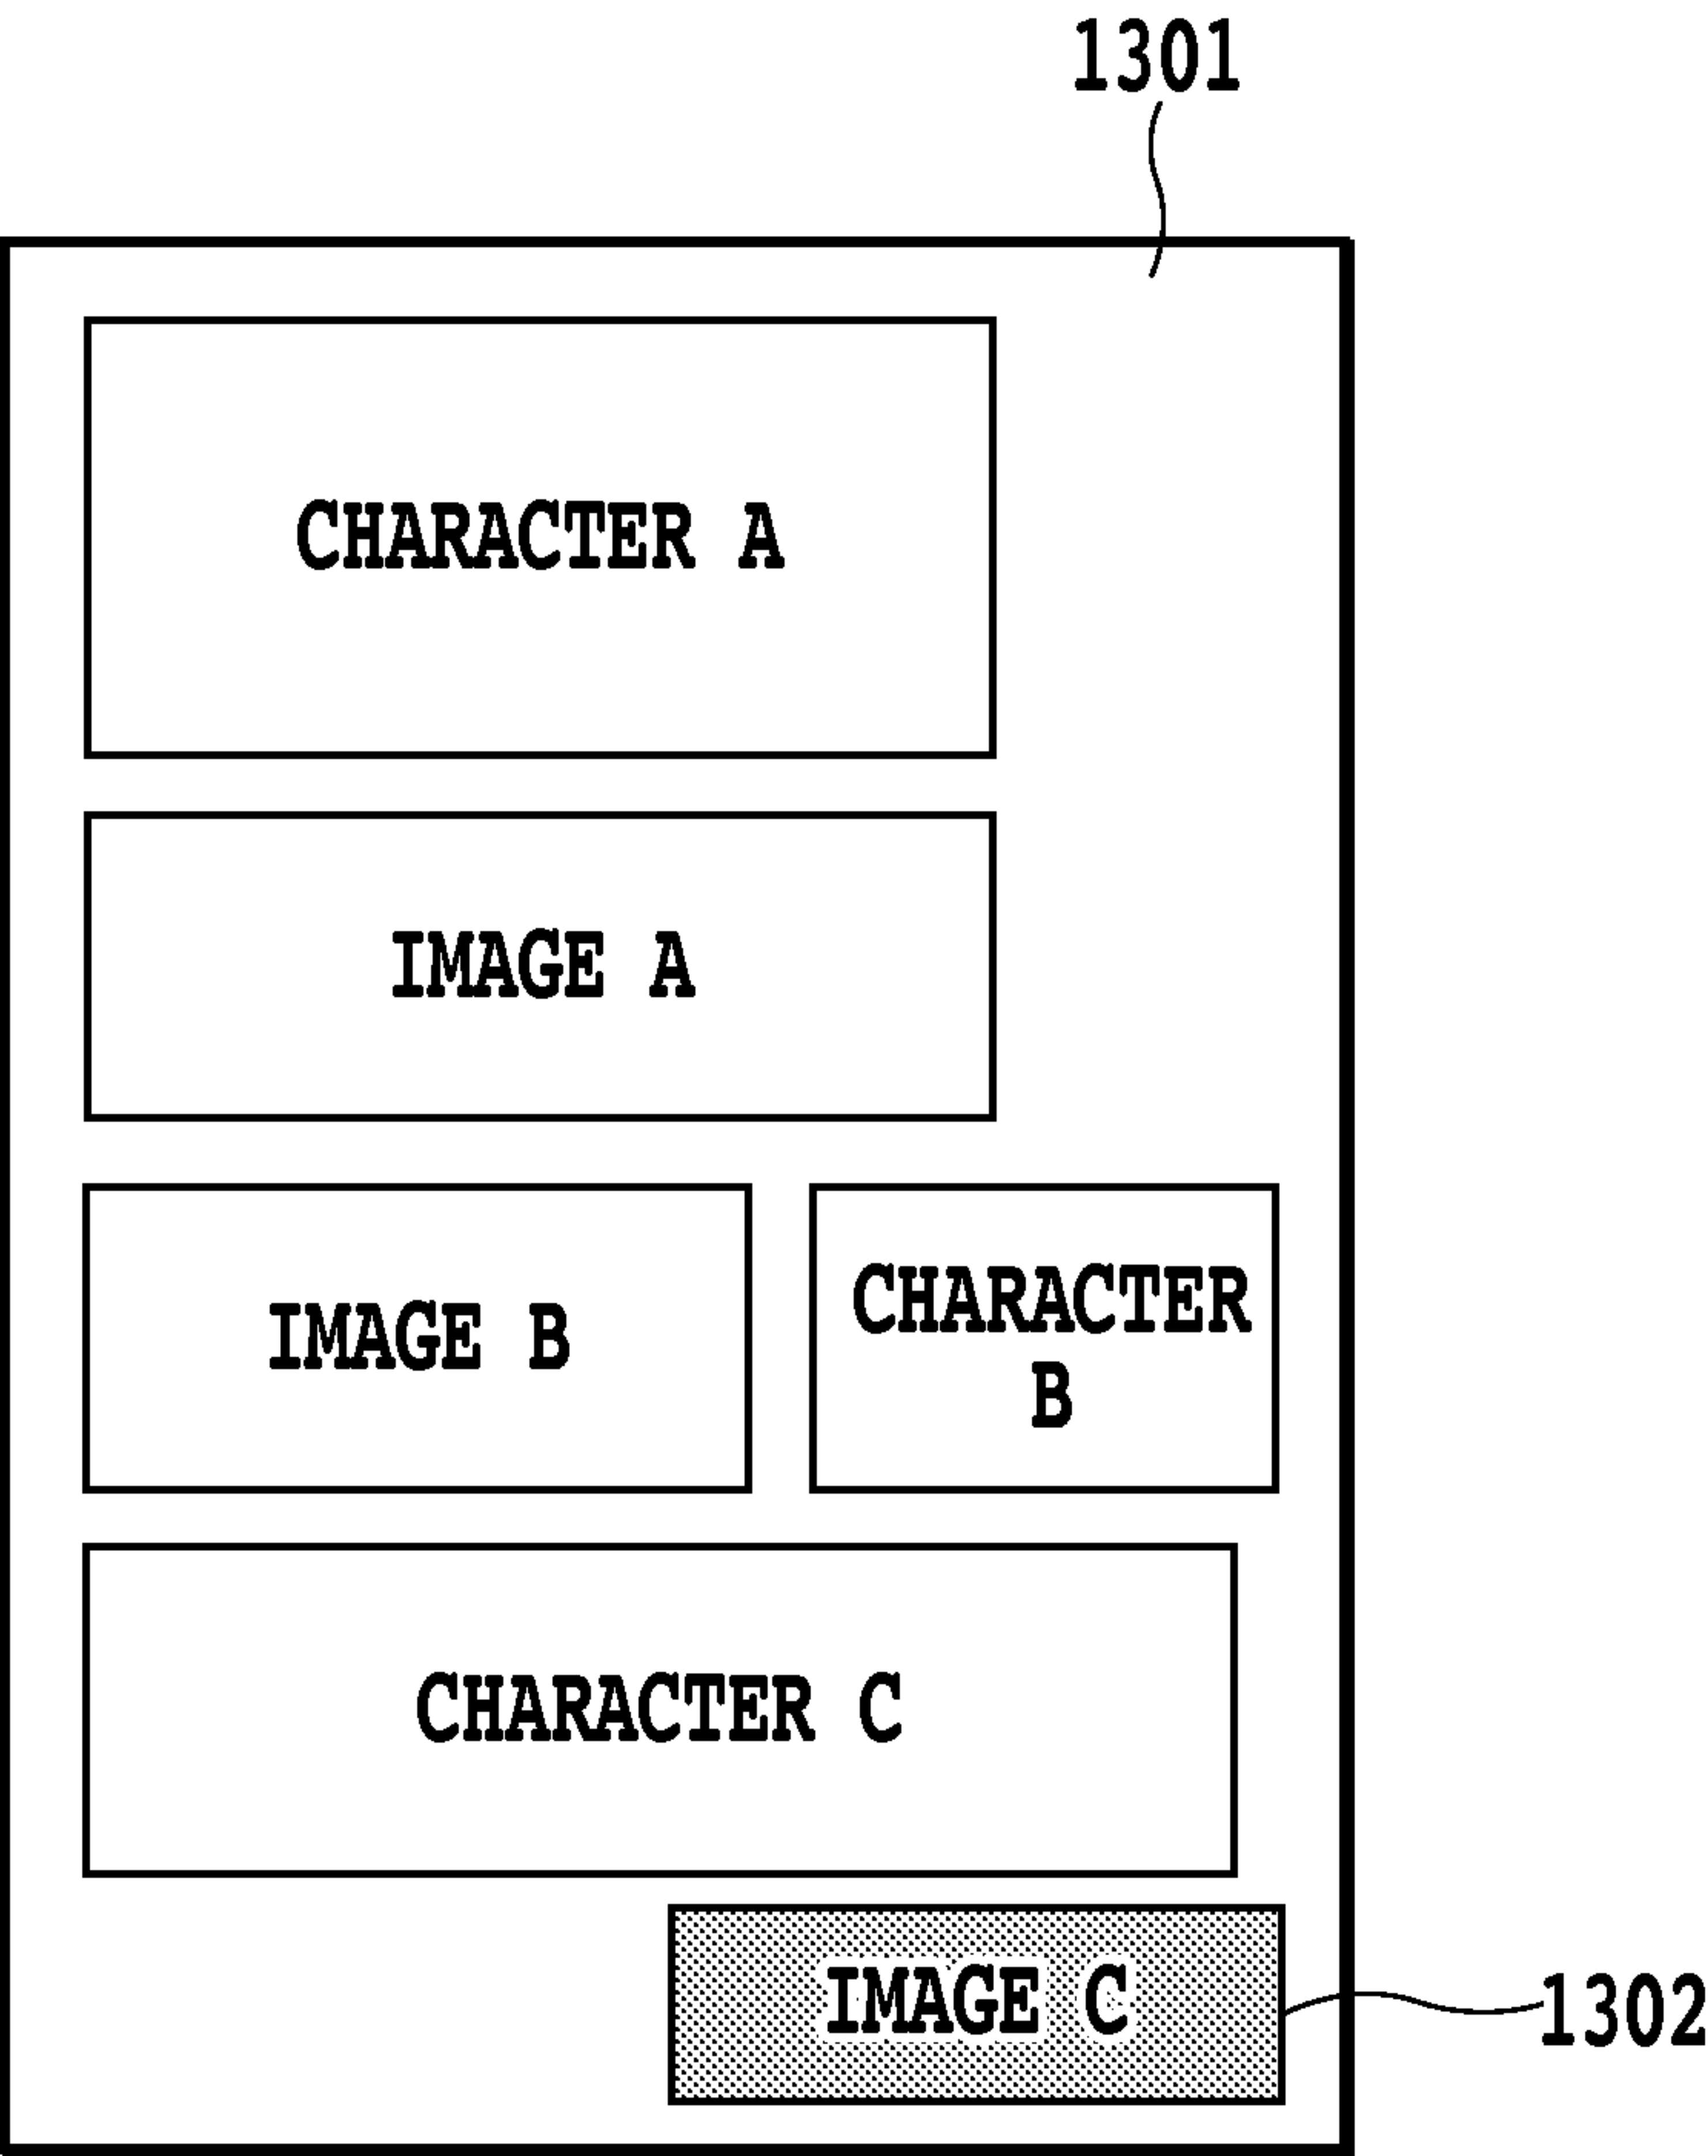 1301
CHARACTER A
IMAGE A
IMAGE B
CHARACTER
B
CHARACTER C
IMAGE C
1302